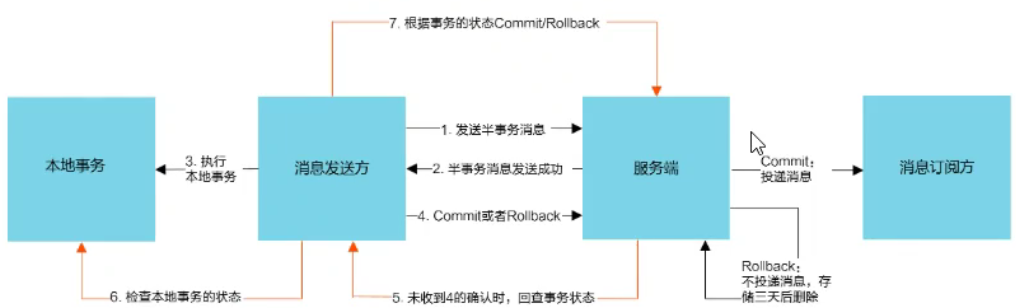 7. 根据事务的状态Commit/Rollback
本地事务
3. 执行
本地事务
消息发送方
1. 发送半事务消息
2. 半事务消息发送成功
4. Commit或者Rollback
服务端
Commit：
投递消息
消息订阅方
6. 检查本地事务的状态
5. 未收到4的确认时，回查事务状态
Rollback：
不投递消息，存
储三天后删除